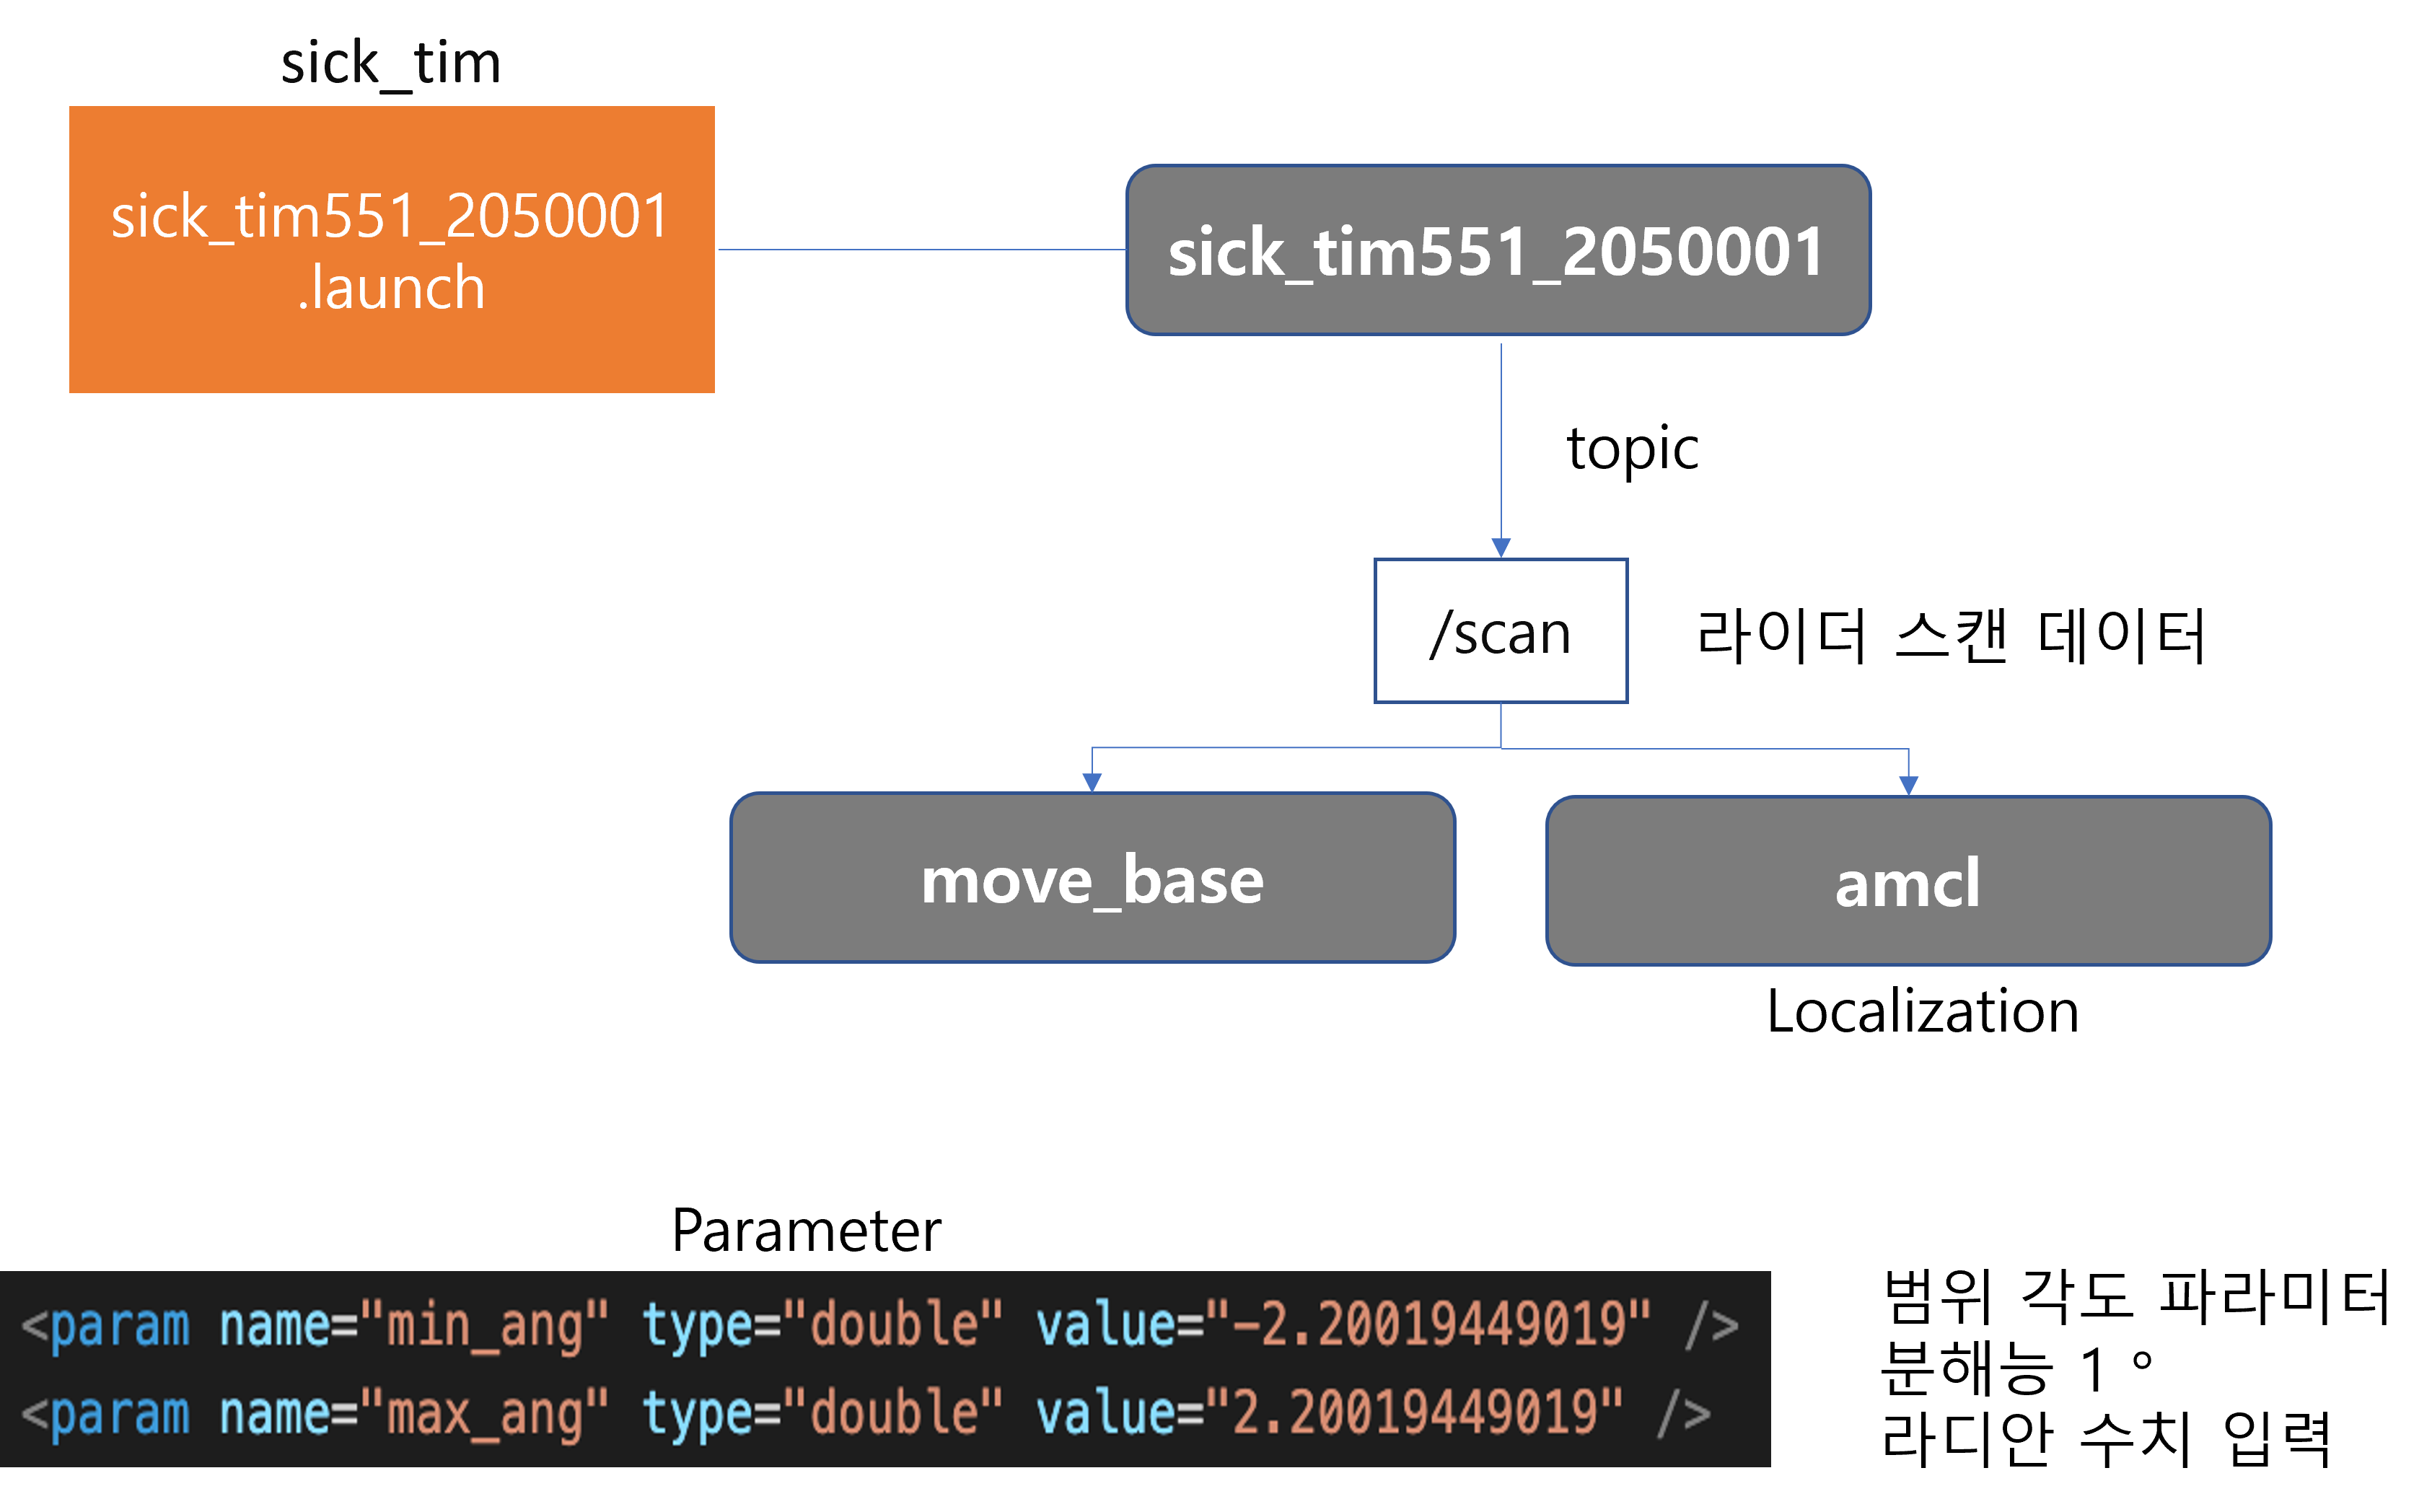 sick_tim
sick_tim551_2050001
.launch
sick_tim551_2050001
topic
/scan
라이더 스캔 데이터
move_base
amcl
Localization
Parameter
<param name="min_ang" type="double" value="-2.20019449019" />
<param name="max_ang" type="double" value="2.20019449019" />
범위 각도 파라미터
분해능 1 °
라디안 수치 입력